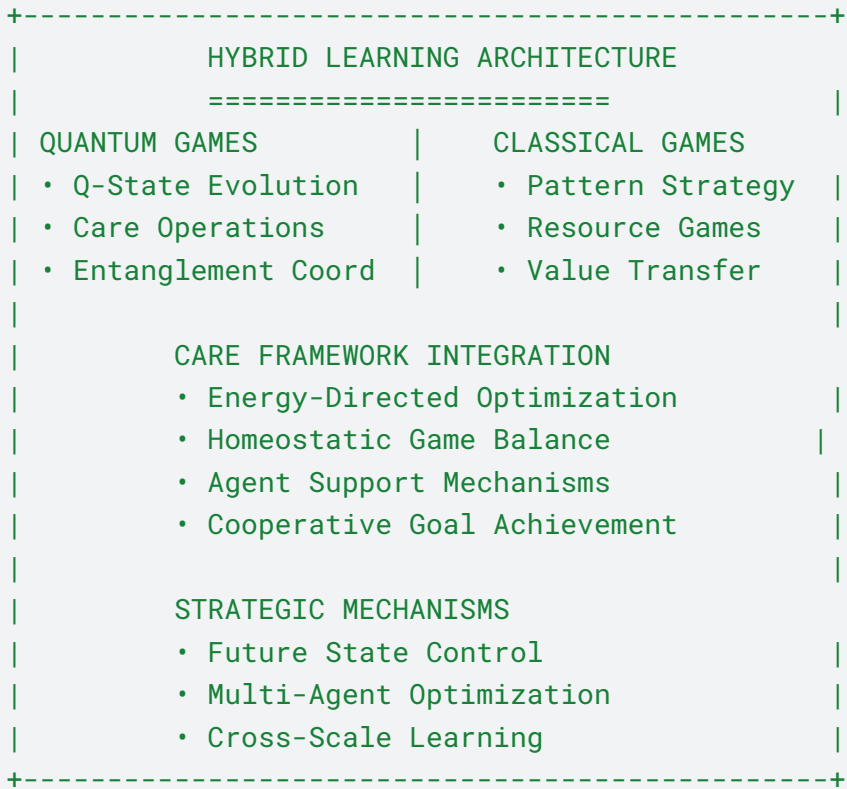 +------------------------------------------------+
|           HYBRID LEARNING ARCHITECTURE
|           ========================             |
| QUANTUM GAMES         |    CLASSICAL GAMES
| • Q-State Evolution   |    • Pattern Strategy  |
| • Care Operations     |    • Resource Games    |
| • Entanglement Coord  |    • Value Transfer    |
|                                                |
|         CARE FRAMEWORK INTEGRATION
|         • Energy-Directed Optimization         |
|         • Homeostatic Game Balance            |
|         • Agent Support Mechanisms             |
|         • Cooperative Goal Achievement         |
|                                                |
|         STRATEGIC MECHANISMS
|         • Future State Control                 |
|         • Multi-Agent Optimization             |
|         • Cross-Scale Learning                 |
+------------------------------------------------+